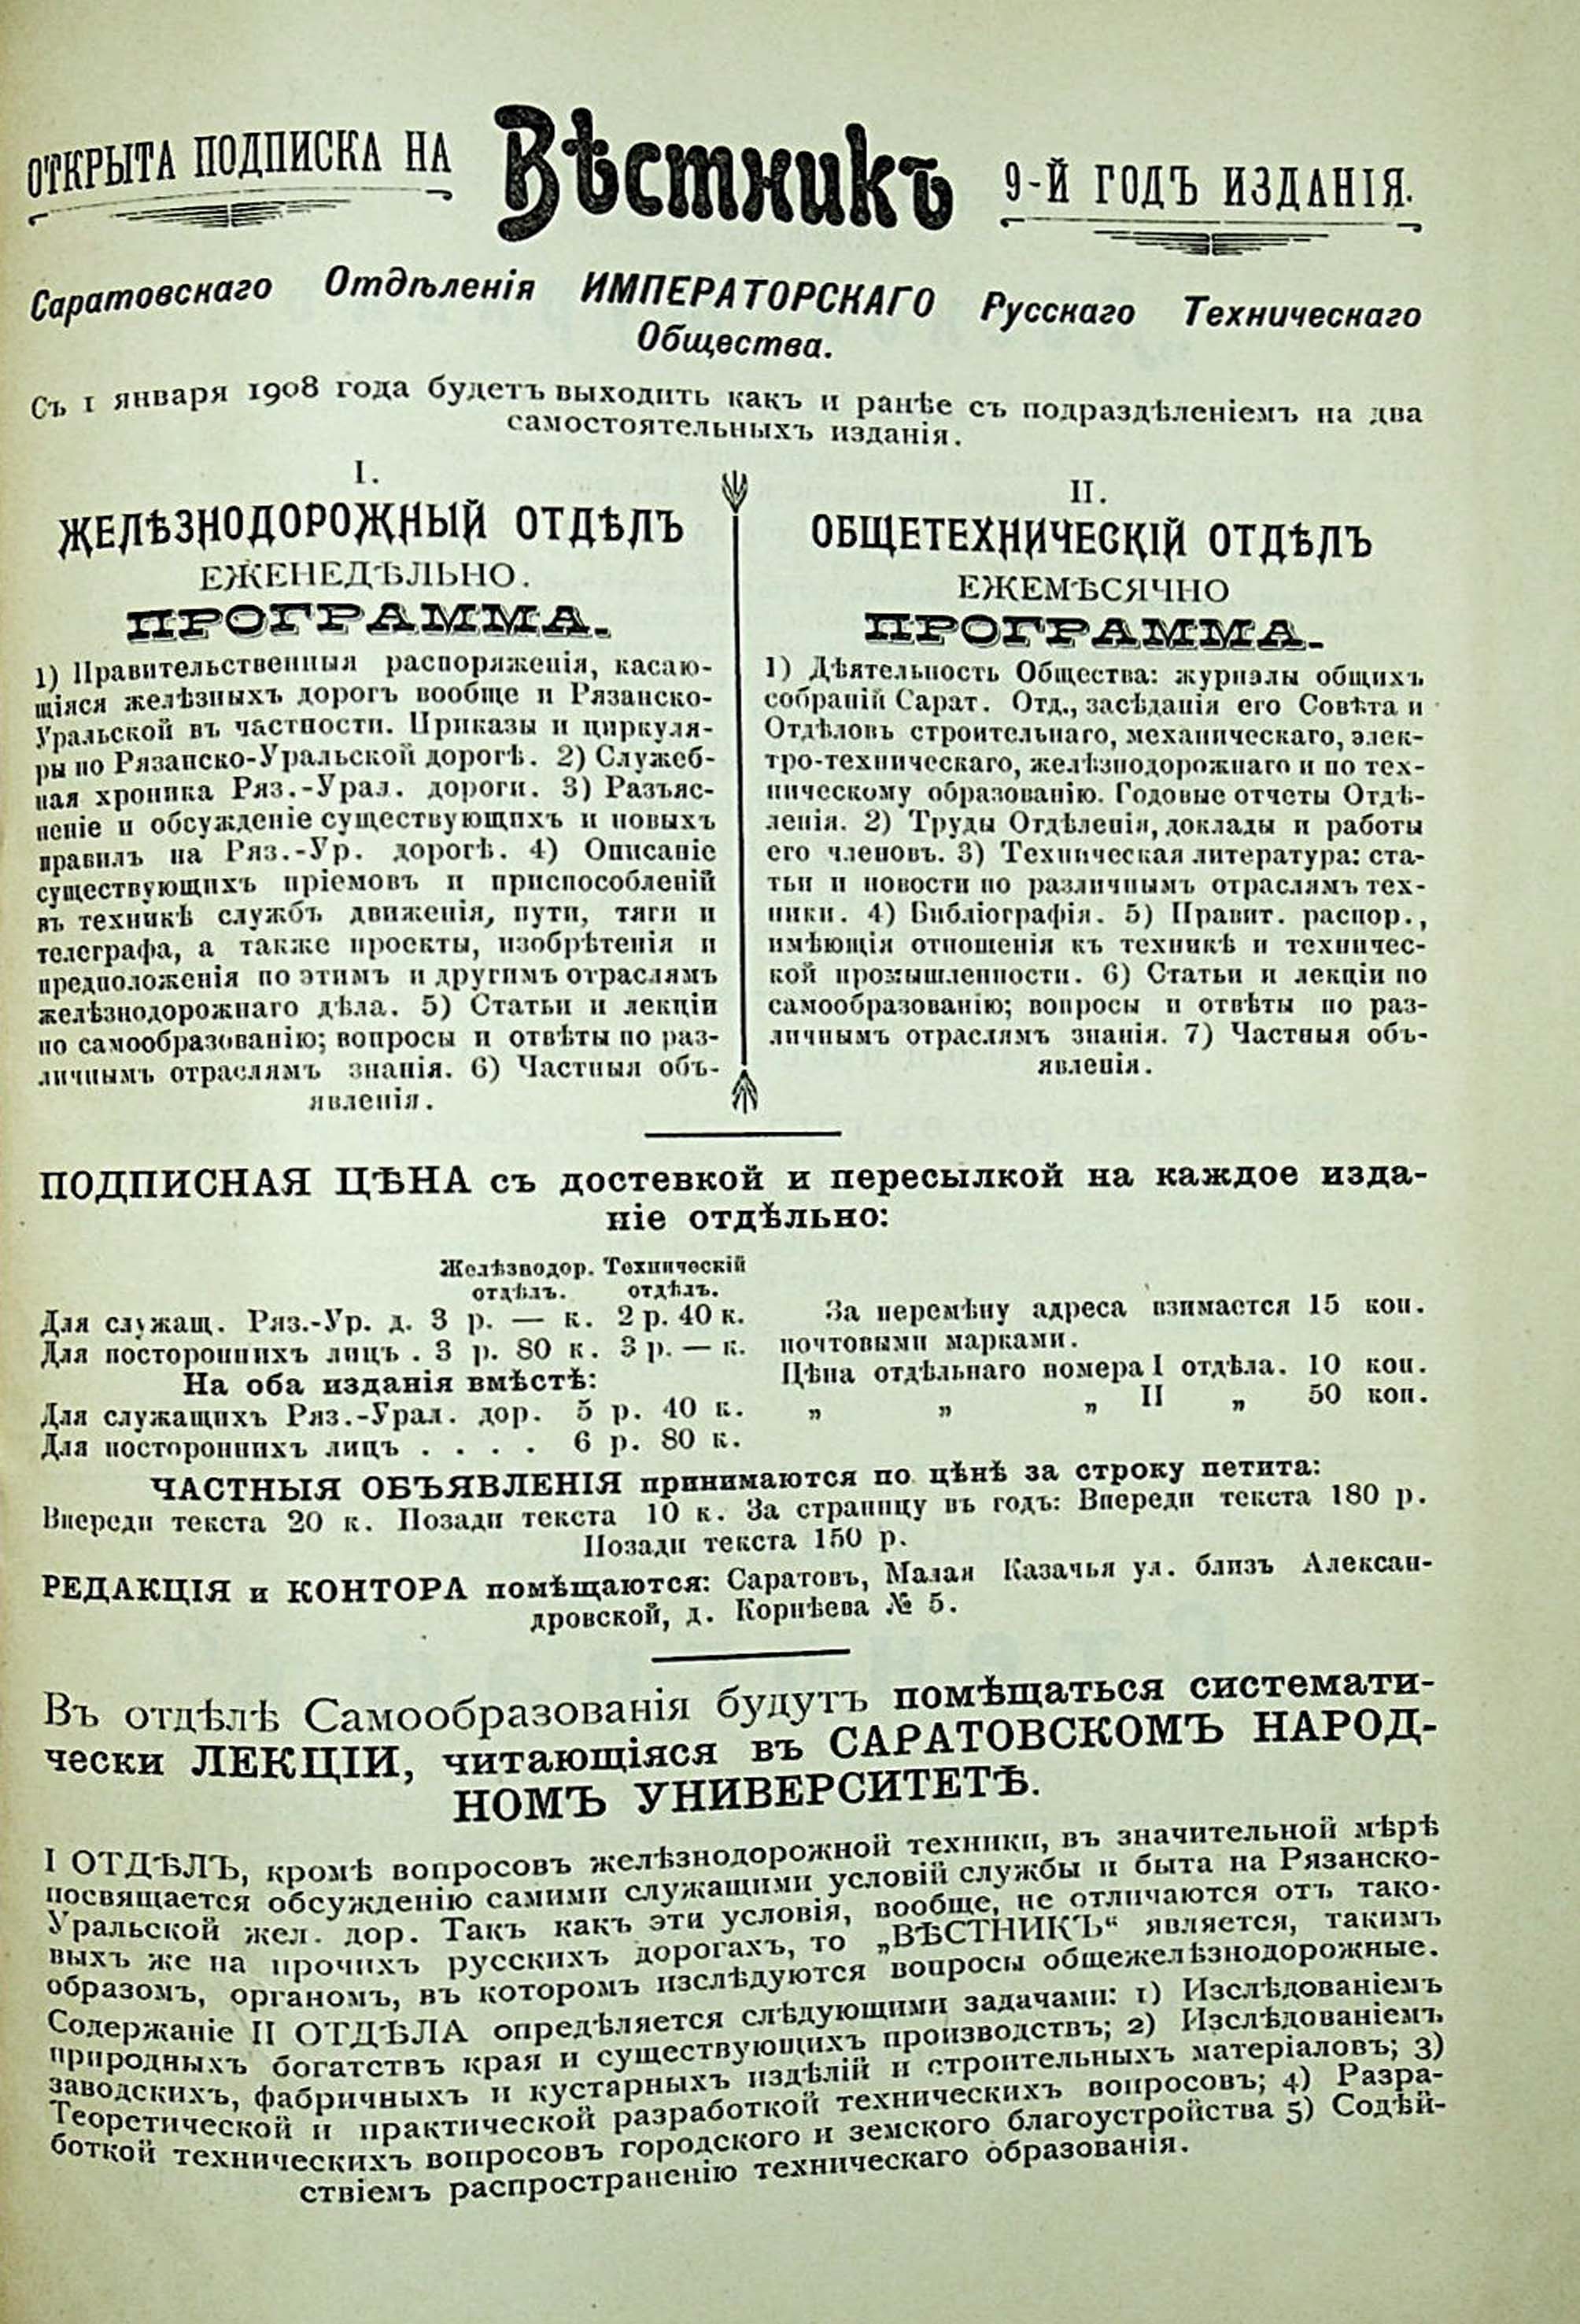 ОТКРЫТА ПОДПИСКА НА Вѣстникъ 9-Й ГОДЪ ИЗДАНІЯ.
Саратовскаго Отдѣленія ИМПЕРАТОРСКАГО Русскаго Техническаго
Общества.
Съ 1 января 1908 года будетъ выходить какъ и ранѣе съ подраздѣленіемъ на два
самостоятельныхъ изданія.
I.
ЖЕЛѢЗНОДОРОЖНЫЙ ОТДѢЛЪ
ЕЖЕНЕДѢЛЬНО.
ПРОГРАММА.
1) Правительственныя распоряженія, касаю-
щіяся желѣзныхъ дорогъ вообще и Рязанско-
Уральской въ частности. Приказы и циркуля-
ры по Рязанско-Уральской дорогѣ. 2) Служеб-
ная хроника Ряз.-Урал. дороги. 3) Разъяс-
неніе и обсужденіе существующихъ и новыхъ
правилъ на Ряз.-Ур. дорогѣ. 4) Описаніе
существующихъ пріемовъ и приспособленій
въ техникѣ службъ движенія, пути, тяги и
телеграфа, а также проекты, изобрѣтенія и
предположенія по этимъ и другимъ отраслямъ
желѣзнодорожнаго дѣла. 5) Статьи и лекціи
по самообразованію; вопросы и отвѣты по раз-
личнымъ отраслямъ знанія. 6) Частныя объ-
явленія.
II.
ОБЩЕТЕХНИЧЕСКІЙ ОТДѢЛЪ
ЕЖЕМѢСЯЧНО
ПРОГРАММА.
1) Дѣятельность Общества: журналы общихъ
собраній Сарат. Отд., засѣданія его Совѣта и
Отдѣловъ строительнаго, механическаго, элек-
тро-техническаго, желѣзнодорожнаго и по тех-
ническому образованію. Годовые отчеты Отдѣ-
ленія. 2) Труды Отдѣленія, доклады и работы
его членовъ. 3) Техническая литература: ста-
тьи и новости по различнымъ отраслямъ тех-
ники. 4) Библіографія. 5) Правит. распор.,
имѣющія отношенія къ техникѣ и техничес-
кой промышленности. 6) Статьи и лекціи по
самообразованію; вопросы и отвѣты по раз-
личнымъ отраслямъ знанія. 7) Частныя объ-
явленія.
ПОДПИСНАЯ ЦѢНА съ достевкой и пересылкой на каждое изда-
ніе отдѣльно:
Желѣзнодор. Техническій
отдѣлъ. отдѣлъ.
Для служащ. Ряз.-Ур. д. 3 р. — к. 2 р. 40 к.
Для постороннихъ лицъ . 3 р. 80 к. 3 р. — к.
На оба изданія вмѣстѣ:
Для служащихъ Ряз.-Урал. дор. 5 р. 40 к.
Для постороннихъ лицъ . . . . 6 р. 80 к.
За перемѣну адреса взимается 15 коп.
почтовыми марками.
Цѣна отдѣльнаго номера I отдѣла. 10 коп.
„ „ „ II „ 50 коп.
ЧАСТНЫЯ ОБЪЯВЛЕНІЯ принимаются по цѣнѣ за строку петита:
Впереди текста 20 к. Позади текста 10 к. За страницу въ годъ: Впереди текста 180 р.
Позади текста 150 р.
РЕДАКЦІЯ и КОНТОРА помѣщаются: Саратовъ, Малая Казачья ул. близъ Алексан-
дровской, д. Корнѣева № 5.
Въ отдѣлѣ Самообразованія будутъ помѣщаться системати-
чески ЛЕКЦІИ, читающіяся въ САРАТОВСКОМЪ НАРОД-
НОМЪ УНИВЕРСИТЕТѢ.
I ОТДѢЛЪ, кромѣ вопросовъ желѣзнодорожной техники, въ значительной мѣрѣ
посвящается обсужденію самими служащими условій службы и быта на Рязанско-
Уральской жел. дор. Такъ какъ эти условія, вообще, не отличаются отъ тако-
выхъ же на прочихъ русскихъ дорогахъ, то „ВѢСТНИКЪ“ является, такимъ
образомъ, органомъ, въ которомъ изслѣдуются вопросы общежелѣзнодорожные.
Содержаніе II ОТДѢЛА опредѣляется слѣдующими задачами: 1) Изслѣдованіемъ
природныхъ богатствъ края и существующихъ производствъ; 2) Изслѣдованіемъ
заводскихъ, фабричныхъ и кустарныхъ издѣлій и строительныхъ матеріаловъ; 3)
Теоретической и практической разработкой техническихъ вопросовъ; 4) Разра-
боткой техническихъ вопросовъ городского и земского благоустройства 5) Содѣй-
ствіемъ распространенію техническаго образованія.